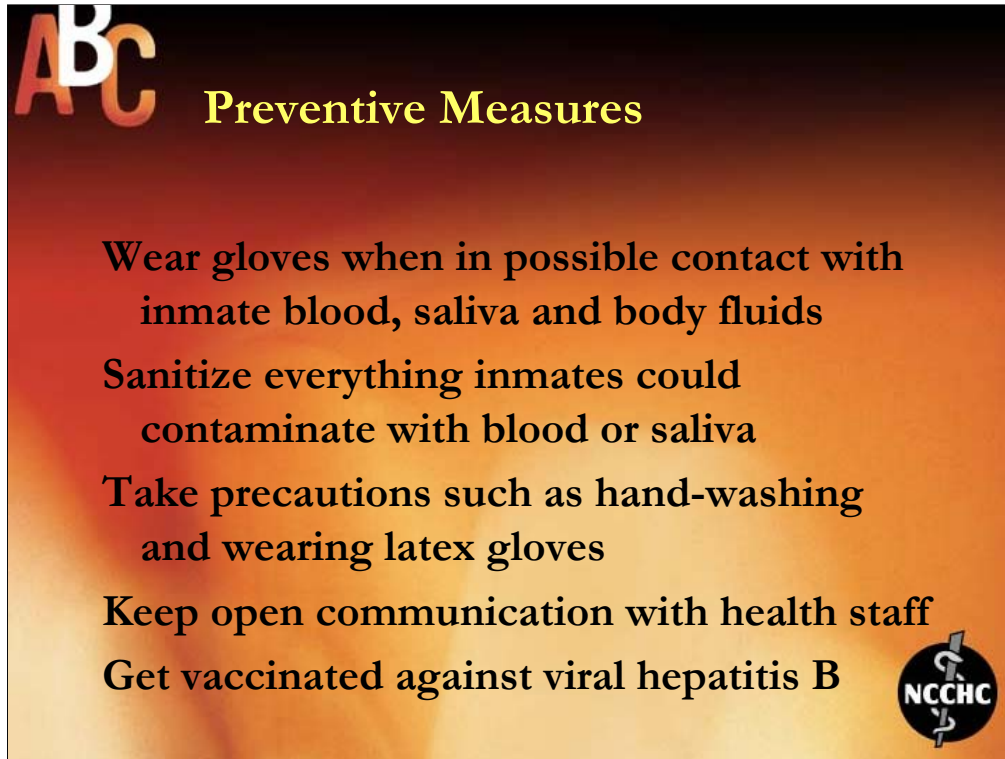 ABC
Preventive Measures
Wear gloves when in possible contact with
inmate blood, saliva and body fluids
Sanitize everything inmates could
contaminate with blood or saliva
Take precautions such as hand-washing
and wearing latex gloves
Keep open communication with health staff
Get vaccinated against viral hepatitis B
NCCHC